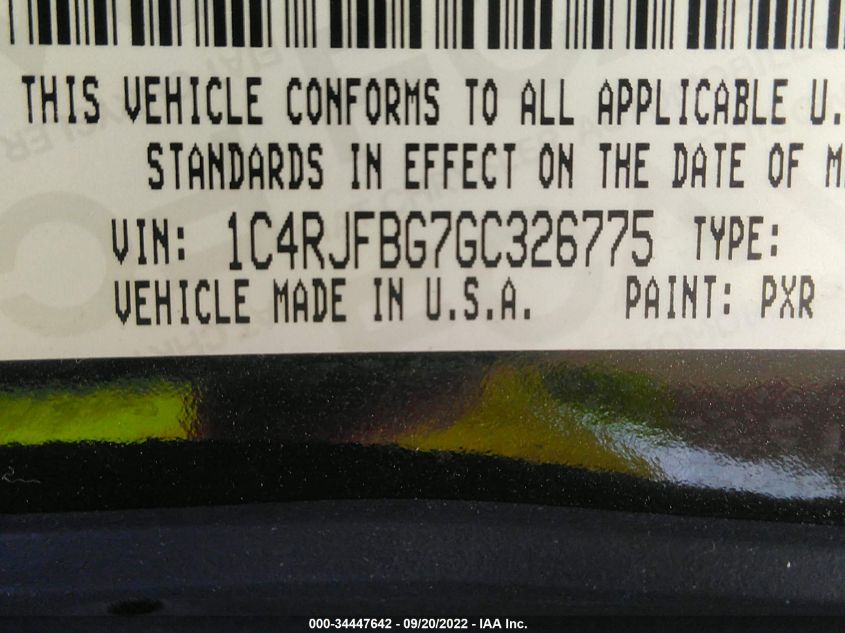 THIS VEHICLE CONFORMS TO ALL APPLICABLE U.
STANDARDS IN EFFECT ON THE DATE OF M
VIN: 1C4RJFBG7GC326775 TYPE:
VEHICLE MADE IN U.S.A. PAINT: PXR
000-34447642 - 09/20/2022 - IAA Inc.